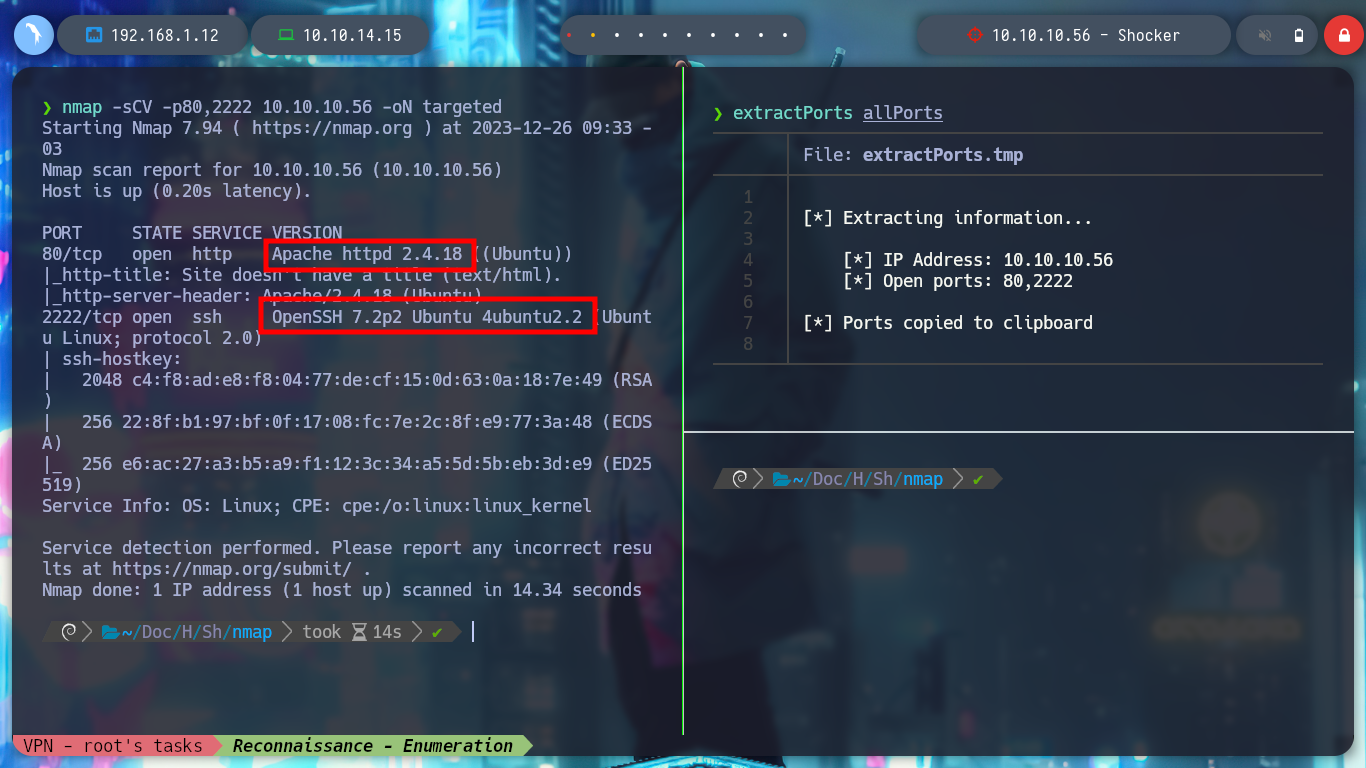 192.168.1.12
10.10.14.15
10.10.10.56 - Shocker
❯ nmap -sCV -p80,2222 10.10.10.56 -oN targeted
Starting Nmap 7.94 ( https://nmap.org ) at 2023-12-26 09:33 -
03
Nmap scan report for 10.10.10.56 (10.10.10.56)
Host is up (0.20s latency).
PORT     STATE SERVICE VERSION
80/tcp   open  http    Apache httpd 2.4.18 ((Ubuntu))
|_http-title: Site doesn't have a title (text/html).
|_http-server-header: Apache/2.4.18 (Ubuntu)
2222/tcp open  ssh     OpenSSH 7.2p2 Ubuntu 4ubuntu2.2 (Ubunt
u Linux; protocol 2.0)
| ssh-hostkey:
|   2048 c4:f8:ad:e8:f8:04:77:de:cf:15:0d:63:0a:18:7e:49 (RSA
)
|   256 22:8f:b1:97:bf:0f:17:08:fc:7e:2c:8f:e9:77:3a:48 (ECDS
A)
|_  256 e6:ac:27:a3:b5:a9:f1:12:3c:34:a5:5d:5b:eb:3d:e9 (ED25
519)
Service Info: OS: Linux; CPE: cpe:/o:linux:linux_kernel
Service detection performed. Please report any incorrect resu
lts at https://nmap.org/submit/ .
Nmap done: 1 IP address (1 host up) scanned in 14.34 seconds
~/Doc/H/Sh/nmap took 14s ✔
❯ extractPorts allPorts
File: extractPorts.tmp
1
2 [*] Extracting information...
3
4 [*] IP Address: 10.10.10.56
5 [*] Open ports: 80,2222
6
7 [*] Ports copied to clipboard
8
~/Doc/H/Sh/nmap ✔
VPN - root's tasks
Reconnaissance - Enumeration